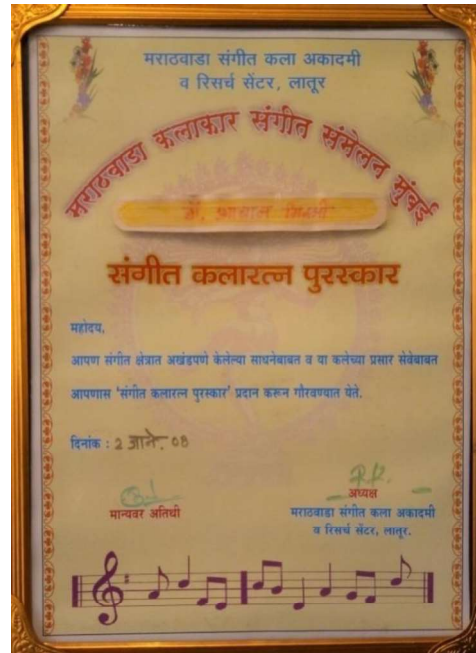 मराठवाडा संगीत कला अकादमी
व रिसर्च सेंटर, लातूर
मराठवाडा कलाकार संगीत संमेलन मुंबई
संगीत कलारत्न पुरस्कार
महोदय,
आपण संगीत क्षेत्रात अखंडपणे केलेल्या साधनेबाबत व या कलेच्या प्रसार सेवेबाबत
आपणास 'संगीत कलारत्न पुरस्कार' प्रदान करून गौरवण्यात येते.
दिनांक : 2 जाने. 08
मान्यवर अतिथी
अध्यक्ष
मराठवाडा संगीत कला अकादमी
व रिसर्च सेंटर, लातूर.